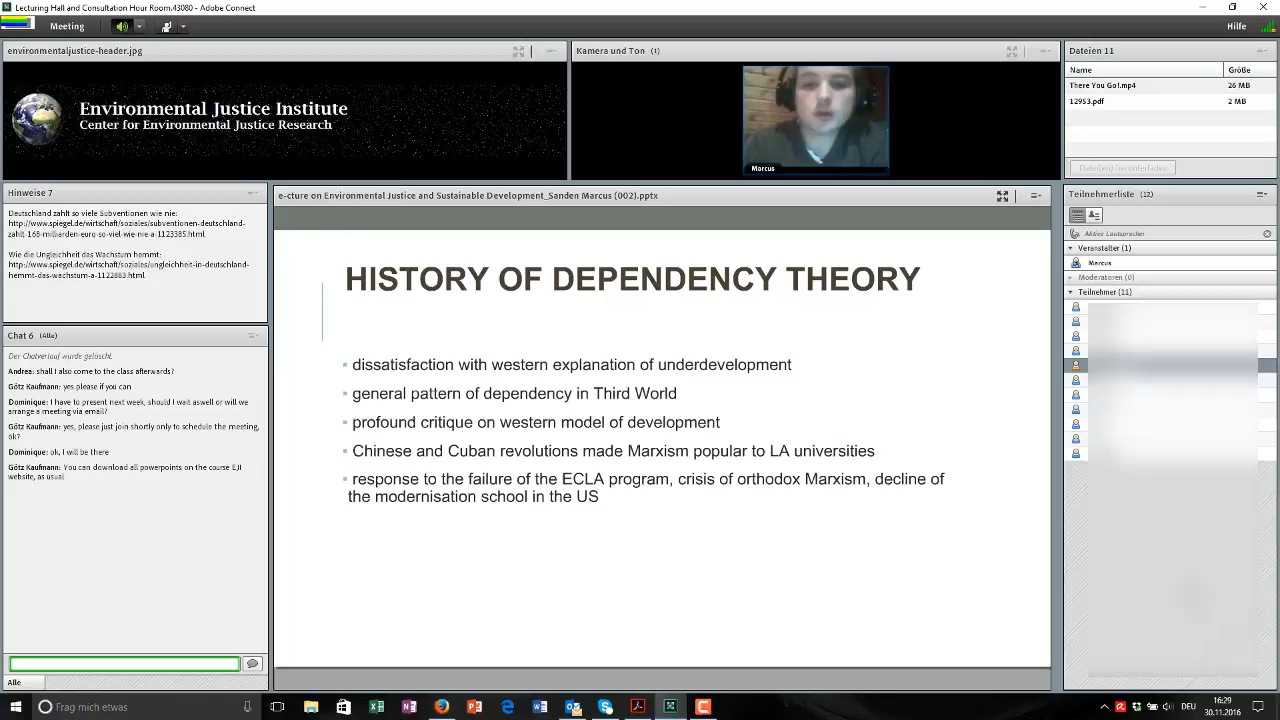 Lecturing Hall and Consultation Hour Room.43080 - Adobe Connect
Meeting
Hilfe
environmentaljustice-header.jpg
Environmental Justice Institute
Center for Environmental Justice Research
Kamera und Ton (1)
Marcus
Dateien 11
Name Größe
There You Go!.mp4 26 MB
12953.pdf 2 MB
Datei(en) herunterladen
Hinweise 7
Deutschland zahlt so viele Subventionen wie nie:
http://www.spiegel.de/wirtschaft/soziales/subventionen-deutschland-
zahlt-168-milliarden-euro-so-viel-wie-nie-a-1123385.html.
Wie die Ungleichheit das Wachstum hemmt:
http://www.spiegel.de/wirtschaft/soziales/ungleichheit-in-deutschland-
hemmt-das-wachstum-a-1122883.html.
Chat 6 (Alle)
Der Chatverlauf wurde gelöscht.
Andrea: shall I also come to the class afterwards?
Götz Kaufmann: yes please if you can
Dominique: I have to present next week, should I wait aswell or will we
arrange a meeting via email?
Götz Kaufmann: yes, please just join shortly only to schedule the meeting,
ok?
Dominique: ok, I will be there
Götz Kaufmann: You can download all powerpoints on the course EJI
website, as usual
Alle
e-cture on Environmental Justice and Sustainable Development_Sanden Marcus (002).pptx
HISTORY OF DEPENDENCY THEORY
▪ dissatisfaction with western explanation of underdevelopment
▪ general pattern of dependency in Third World
▪ profound critique on western model of development
▪ Chinese and Cuban revolutions made Marxism popular to LA universities
▪ response to the failure of the ECLA program, crisis of orthodox Marxism, decline of
the modernisation school in the US
Teilnehmerliste (12)
Aktive Lautsprecher
Veranstalter (1)
Marcus
Moderatoren (0)
Teilnehmer (11)
Frag mich etwas
DEU
16:29
30.11.2016